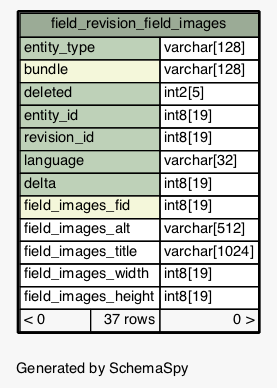 field_revision_field_images
entity_type varchar[128]
bundle varchar[128]
deleted int2[5]
entity_id int8[19]
revision_id int8[19]
language varchar[32]
delta int8[19]
field_images_fid int8[19]
field_images_alt varchar[512]
field_images_title varchar[1024]
field_images_width int8[19]
field_images_height int8[19]
< 0 37 rows 0 >
Generated by SchemaSpy